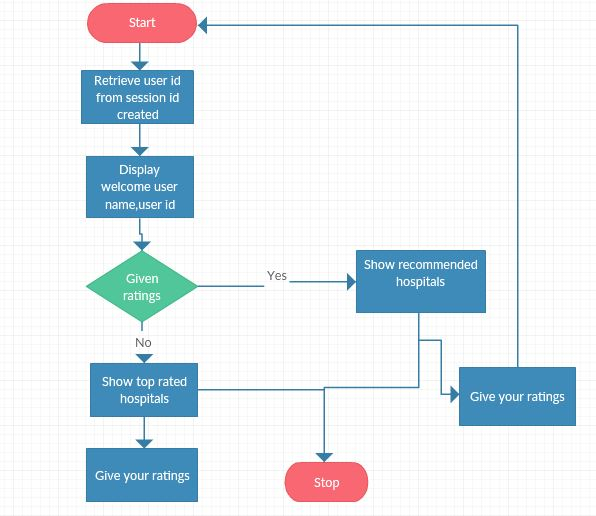 Start
Retrieve user id
from session id
created
Display
welcome user
name,user id
Given
ratings
Yes
Show recommended
hospitals
No
Show top rated
hospitals
Give your ratings
Give your ratings
Stop